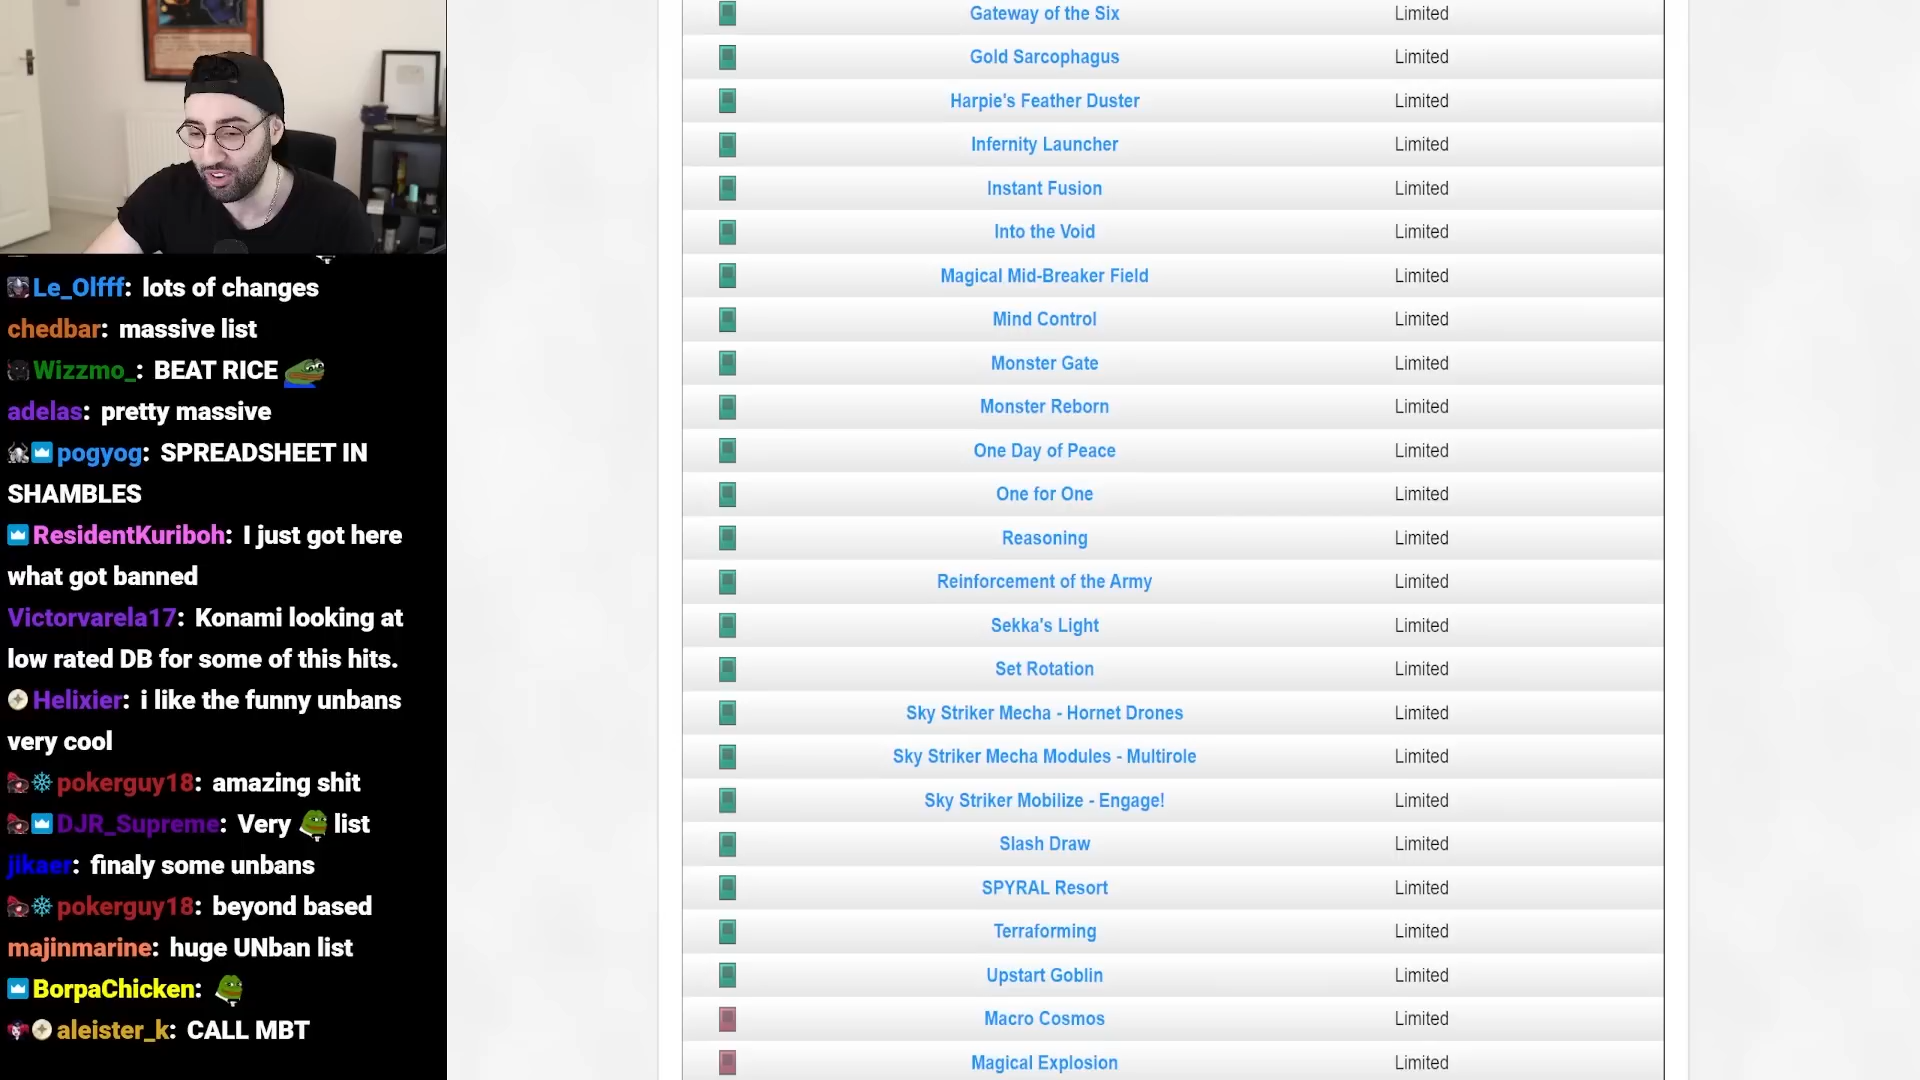 Le_Olfff: lots of changes
chedbar: massive list
Wizzmo_: BEAT RICE
adelas: pretty massive
pogyog: SPREADSHEET IN
SHAMBLES
ResidentKuriboh: I just got here
what got banned
Victorvarela17: Konami looking at
low rated DB for some of this hits.
Helixier: i like the funny unbans
very cool
pokerguy18: amazing shit
DJR_Supreme: Very list
jikaer: finaly some unbans
pokerguy18: beyond based
majinmarine: huge UNban list
BorpaChicken:
aleister_k: CALL MBT
Gateway of the Six Limited
Gold Sarcophagus Limited
Harpie's Feather Duster Limited
Infernity Launcher Limited
Instant Fusion Limited
Into the Void Limited
Magical Mid-Breaker Field Limited
Mind Control Limited
Monster Gate Limited
Monster Reborn Limited
One Day of Peace Limited
One for One Limited
Reasoning Limited
Reinforcement of the Army Limited
Sekka's Light Limited
Set Rotation Limited
Sky Striker Mecha - Hornet Drones Limited
Sky Striker Mecha Modules - Multirole Limited
Sky Striker Mobilize - Engage! Limited
Slash Draw Limited
SPYRAL Resort Limited
Terraforming Limited
Upstart Goblin Limited
Macro Cosmos Limited
Magical Explosion Limited